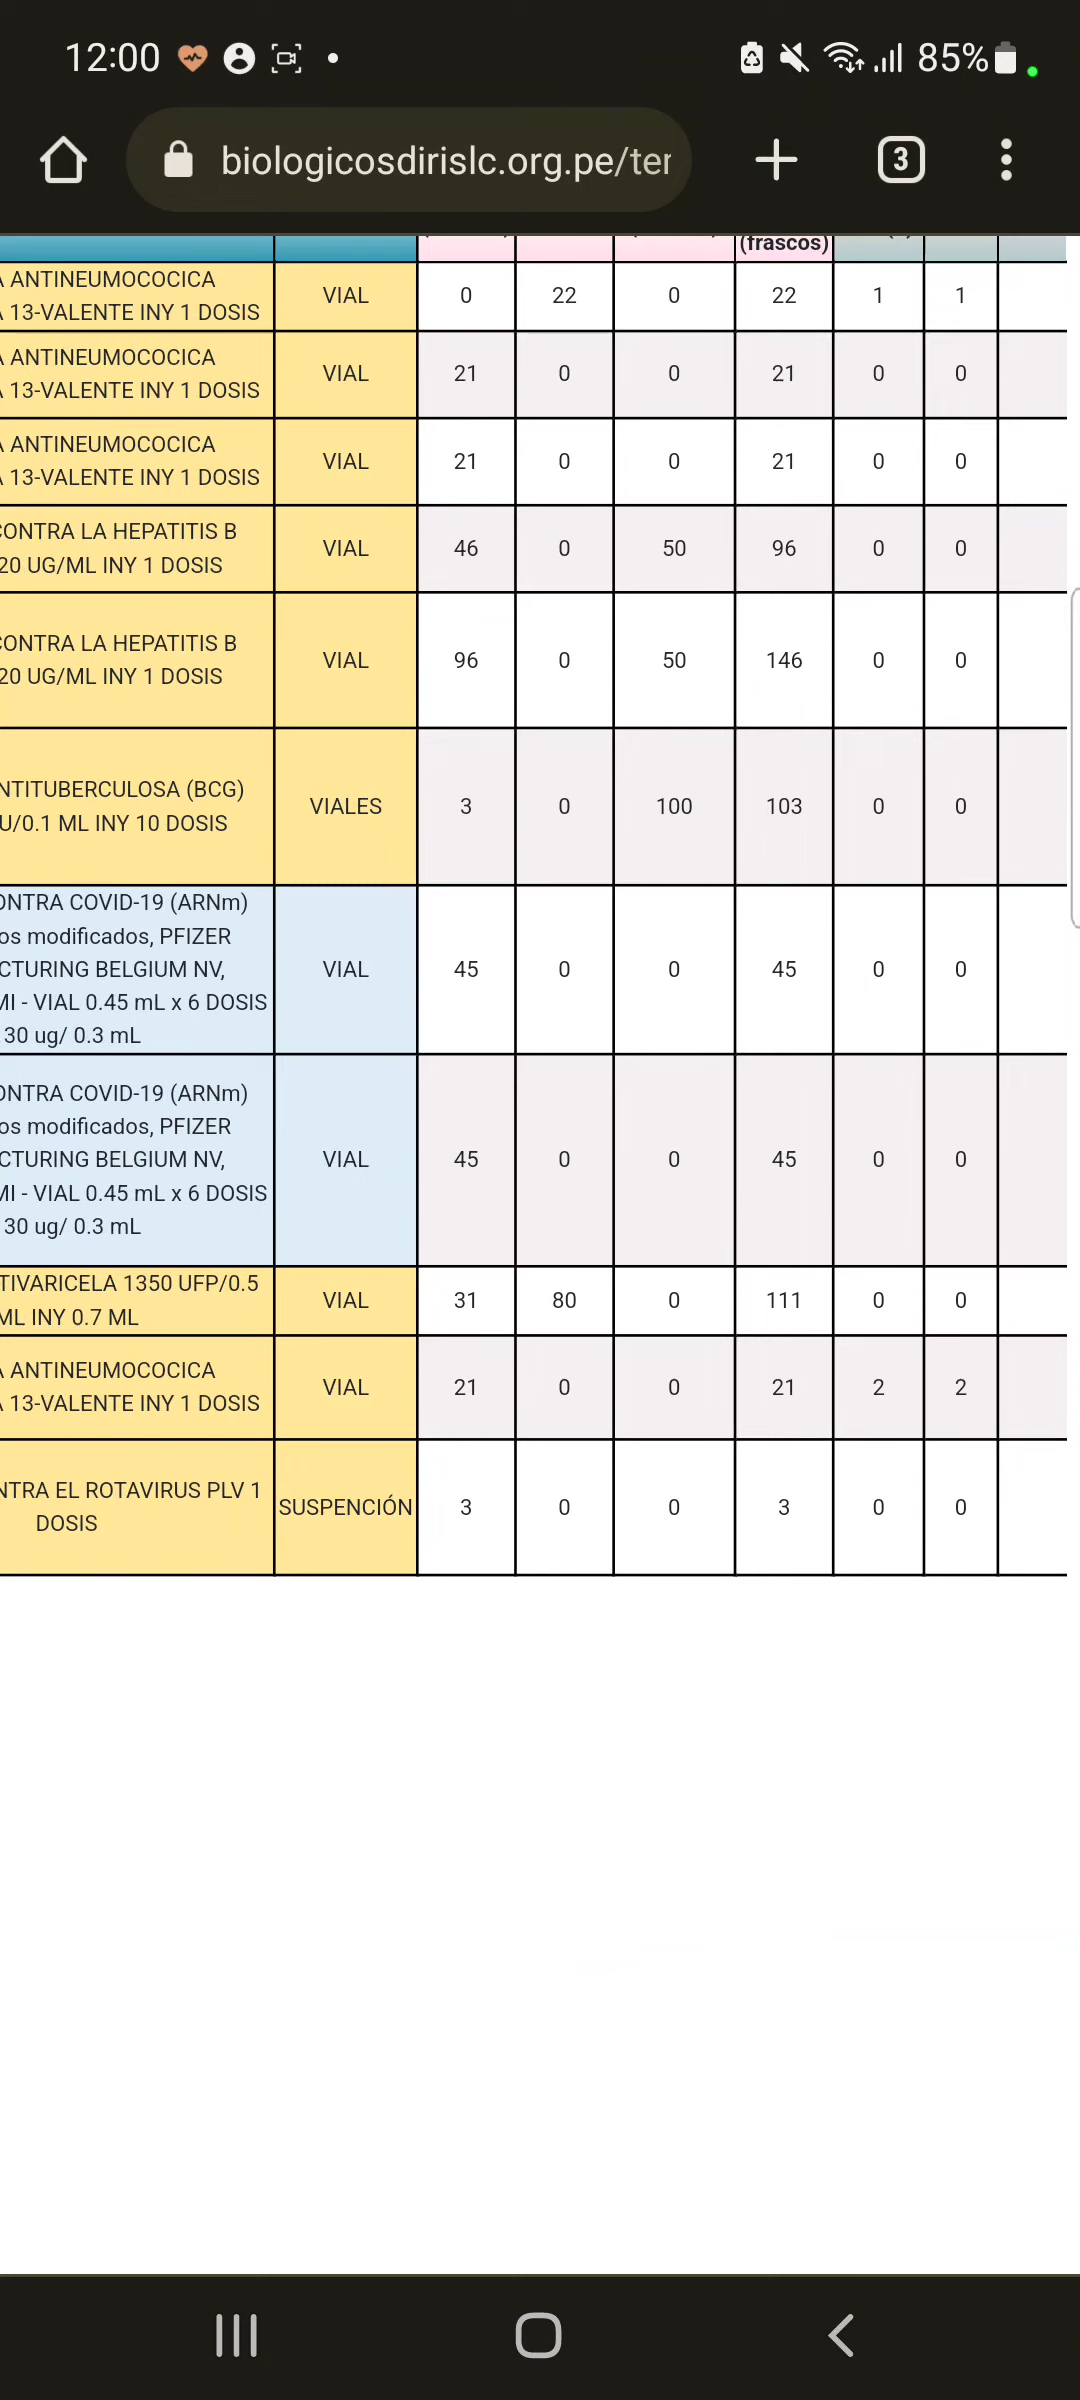 12:00 85%
biologicosdirislc.org.pe/ter 3
(frascos)
ANTINEUMOCOCICA
13-VALENTE INY 1 DOSIS VIAL 0 22 0 22 1 1
ANTINEUMOCOCICA
13-VALENTE INY 1 DOSIS VIAL 21 0 0 21 0 0
ANTINEUMOCOCICA
13-VALENTE INY 1 DOSIS VIAL 21 0 0 21 0 0
CONTRA LA HEPATITIS B
20 UG/ML INY 1 DOSIS VIAL 46 0 50 96 0 0
CONTRA LA HEPATITIS B
20 UG/ML INY 1 DOSIS VIAL 96 0 50 146 0 0
NTITUBERCULOSA (BCG)
U/0.1 ML INY 10 DOSIS VIALES 3 0 100 103 0 0
ONTRA COVID-19 (ARNm)
os modificados, PFIZER
CTURING BELGIUM NV, VIAL 45 0 0 45 0 0
MI - VIAL 0.45 mL x 6 DOSIS
30 ug/ 0.3 mL
ONTRA COVID-19 (ARNm)
os modificados, PFIZER
CTURING BELGIUM NV, VIAL 45 0 0 45 0 0
MI - VIAL 0.45 mL x 6 DOSIS
30 ug/ 0.3 mL
TIVARICELA 1350 UFP/0.5
ML INY 0.7 ML VIAL 31 80 0 111 0 0
ANTINEUMOCOCICA
13-VALENTE INY 1 DOSIS VIAL 21 0 0 21 2 2
NTRA EL ROTAVIRUS PLV 1
DOSIS SUSPENCIÓN 3 0 0 3 0 0